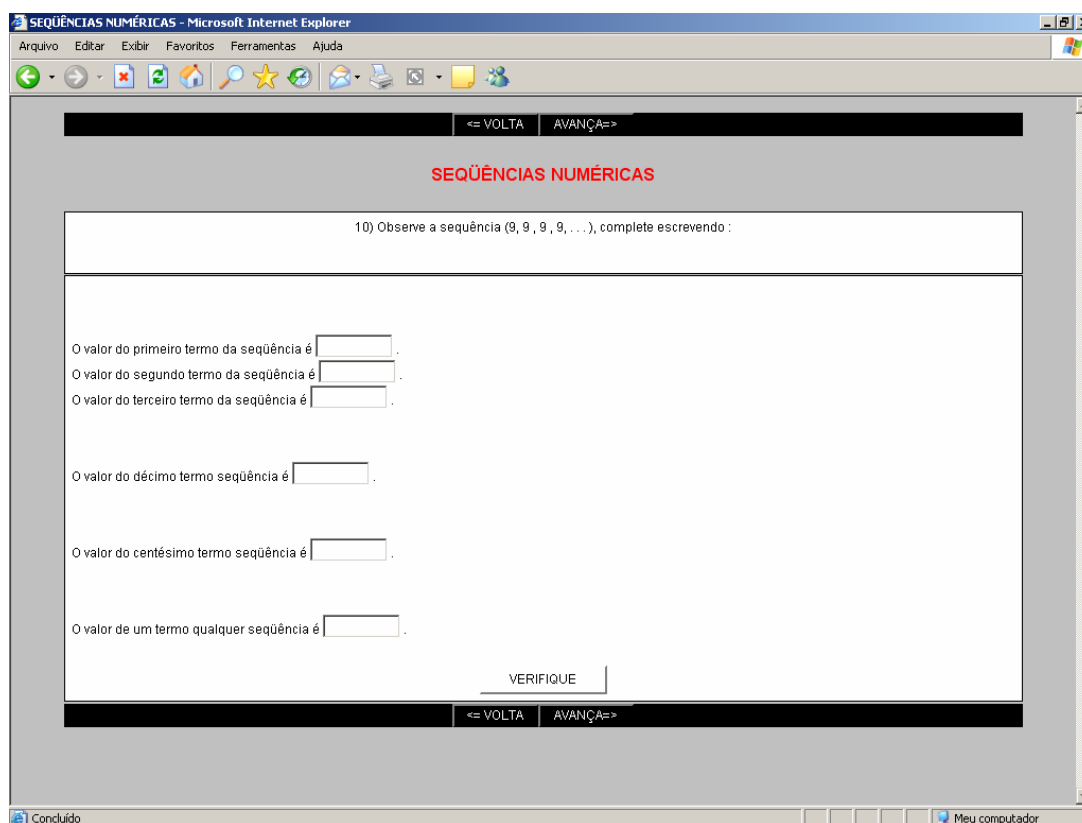 SEQÜÊNCIAS NUMÉRICAS - Microsoft Internet Explorer
Arquivo Editar Exibir Favoritos Ferramentas Ajuda
<= VOLTA AVANÇA=>
SEQÜÊNCIAS NUMÉRICAS
10) Observe a sequência (9, 9 , 9 , 9, . . . ), complete escrevendo :
O valor do primeiro termo da seqüência é .
O valor do segundo termo da seqüência é .
O valor do terceiro termo da seqüência é .
O valor do décimo termo seqüência é .
O valor do centésimo termo seqüência é .
O valor de um termo qualquer seqüência é .
VERIFIQUE
<= VOLTA AVANÇA=>
Concluído Meu computador